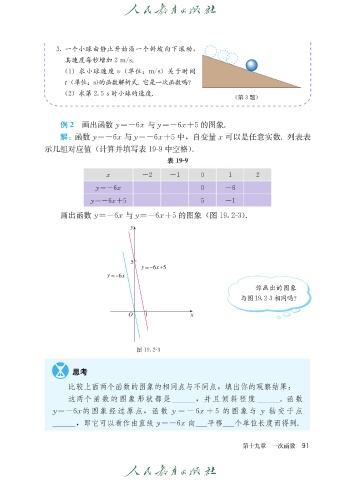 人民教育出版社
3. 一个小球由静止开始沿一个斜坡向下滚动，
其速度每秒增加 2 m/s.
（1）求小球速度 v（单位：m/s）关于时间
t（单位：s)的函数解析式. 它是一次函数吗？
（2）求第 2.5 s 时小球的速度.
（第 3 题）
例 2 画出函数 y=-6x 与 y=-6x+5 的图象.
解：函数 y=-6x 与 y=-6x+5 中，自变量 x 可以是任意实数. 列表表
示几组对应值（计算并填写表 19-9 中空格).
表 19-9
x -2 -1 0 1 2
y=-6x 0 -6
y=-6x+5 5 -1
画出函数 y=-6x 与 y=-6x+5 的图象（图 19.2-3).
y
5
y=-6x+5
y=-6x
O 1 x
你画出的图象
与图 19.2-3 相同吗？
图 19.2-3
思考
比较上面两个函数的图象的相同点与不同点，填出你的观察结果：
这两个函数的图象形状都是______，并且倾斜程度______. 函数
y=-6x的图象经过原点，函数 y=-6x+5 的图象与 y 轴交于点
______，即它可以看作由直线 y=-6x 向___平移___个单位长度而得到.
第十九章 一次函数 91
人民教育出版社